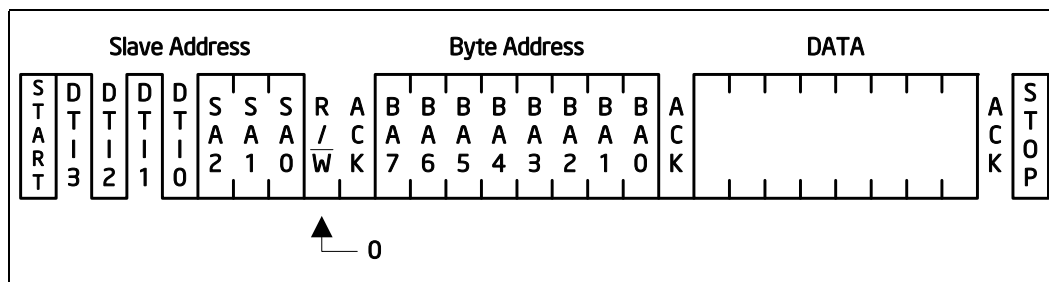 Slave Address Byte Address DATA
START DTI3 DTI2 DTI1 DTI0 SA2 SA1 SA0 R/W ACK BA7 BA6 BA5 BA4 BA3 BA2 BA1 BA0 ACK ACK STOP
0